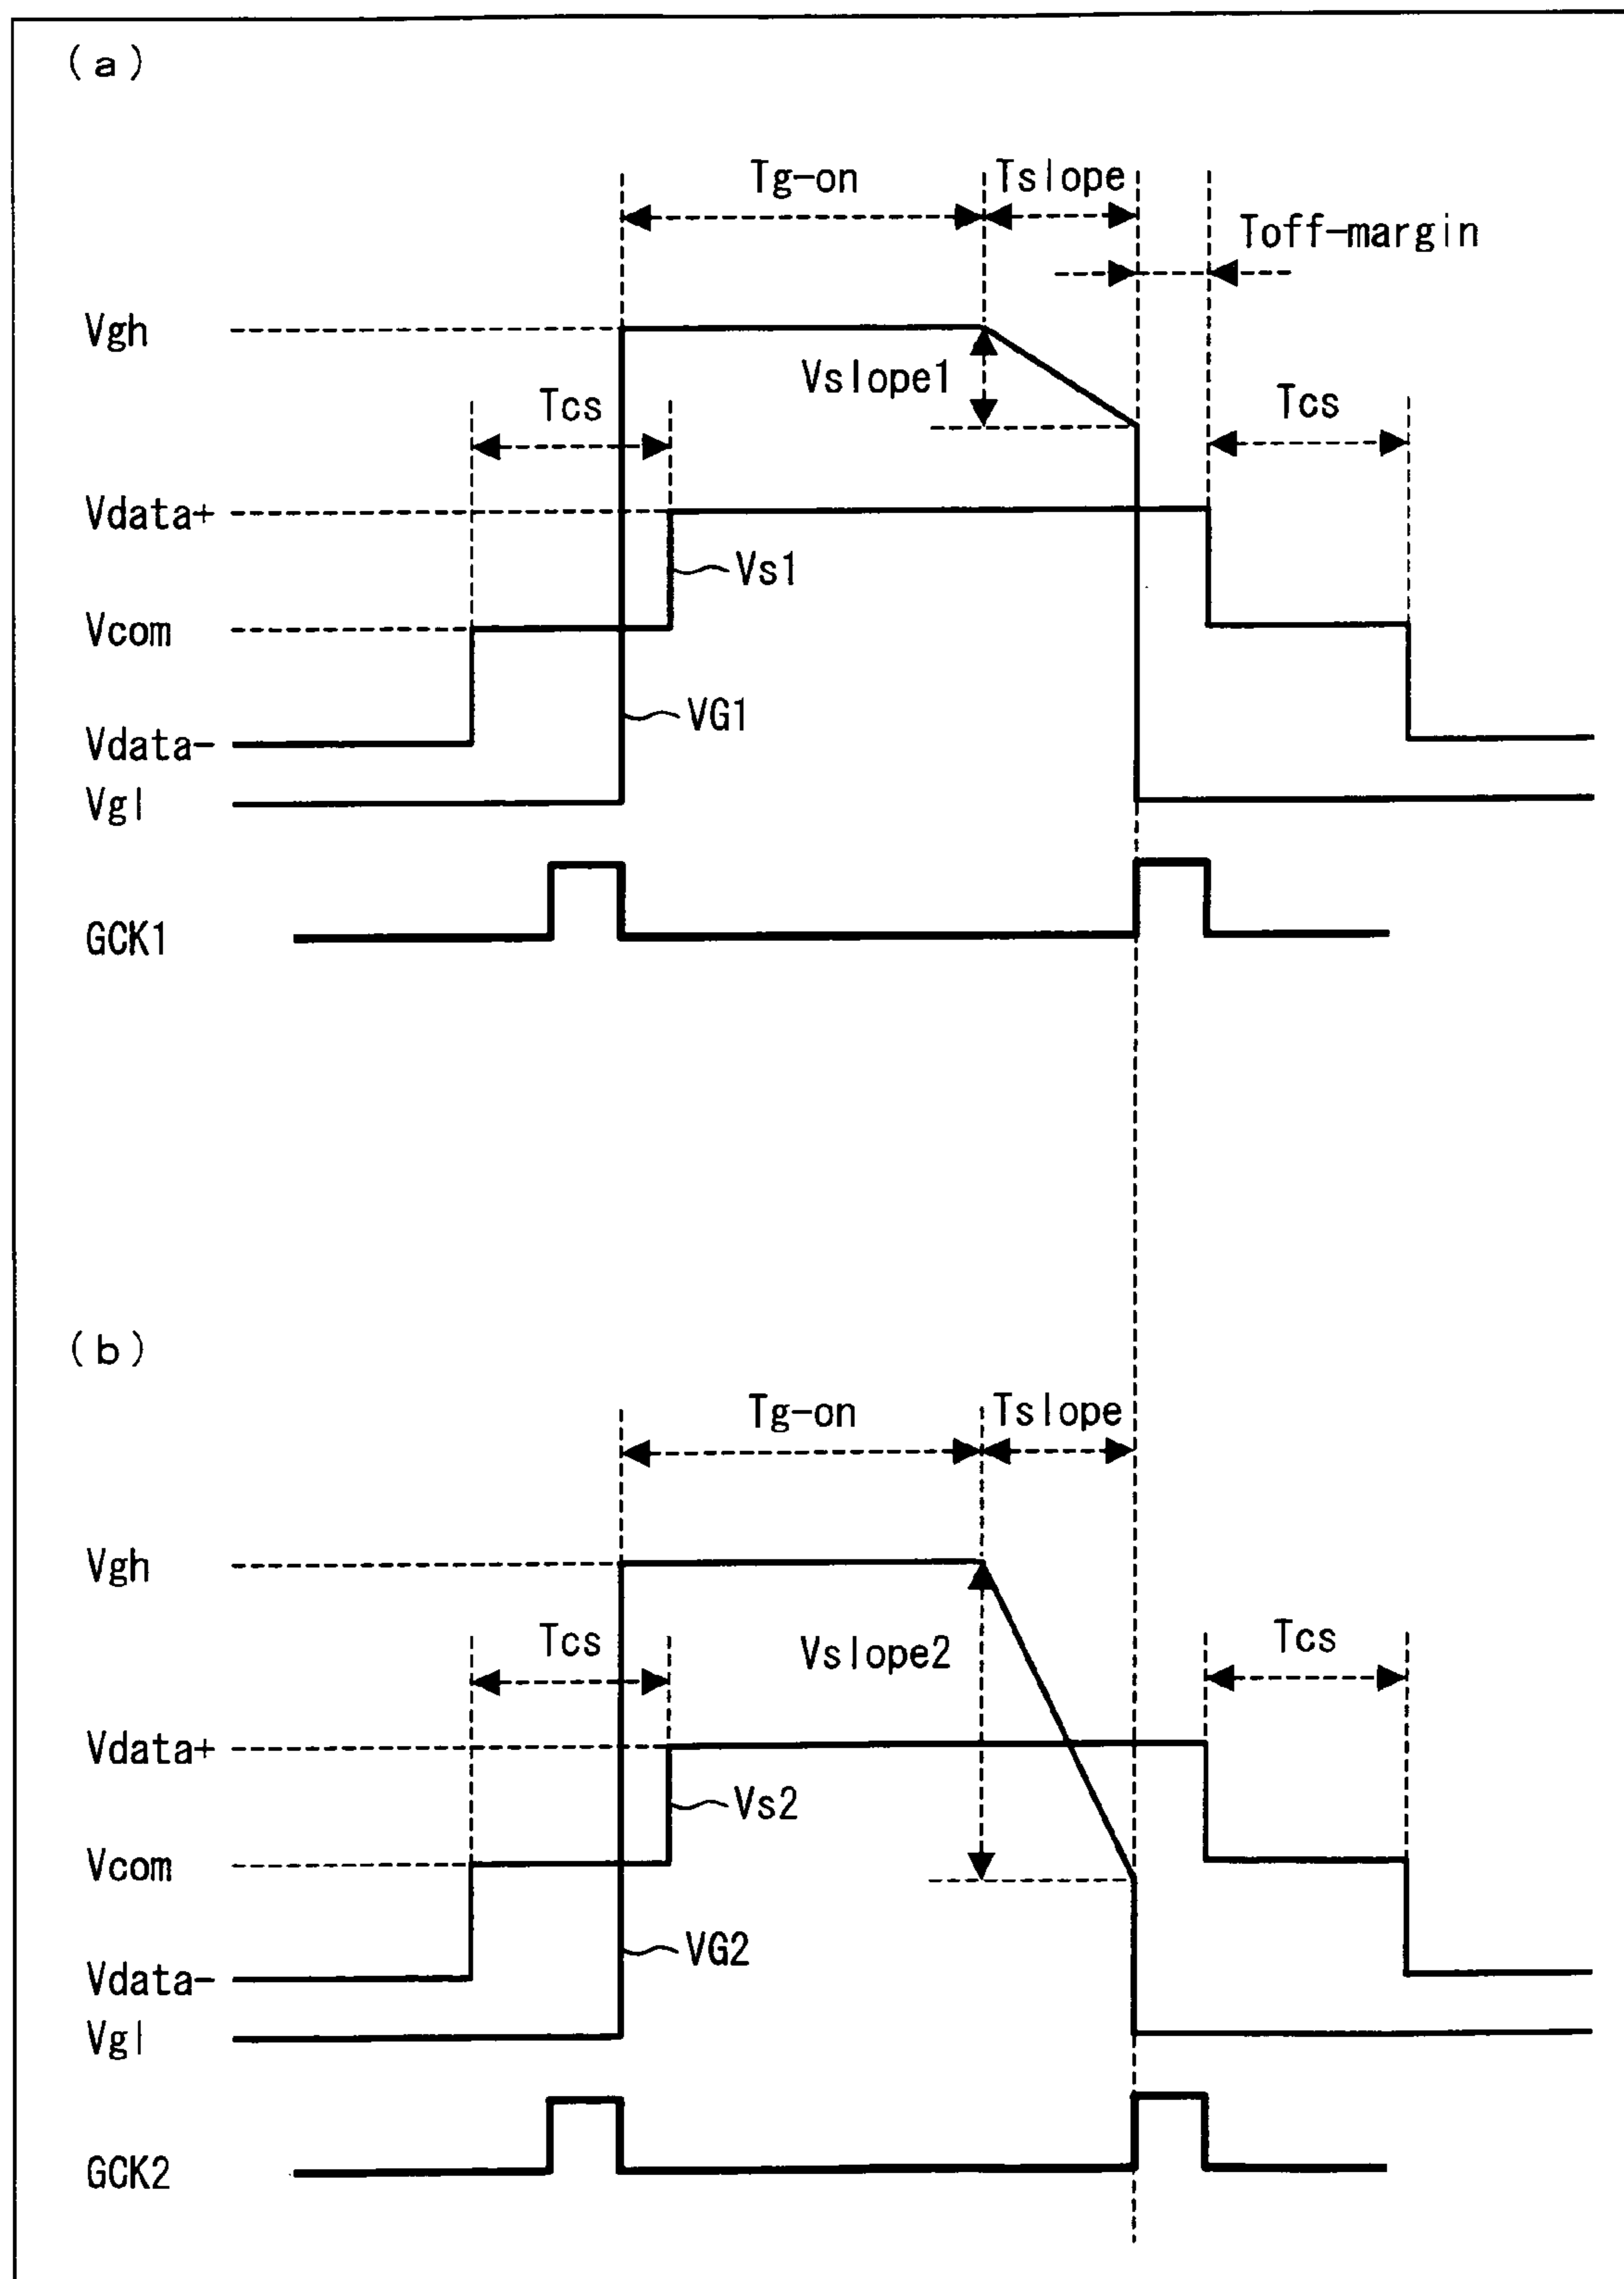 (a)
Tg-on
Tslope
Toff-margin
Vgh
Vslope1
Tcs
Tcs
Vdata+
Vs1
Vcom
VG1
Vdata-
Vgl
GCK1
(b)
Tg-on
Tslope
Vgh
Tcs
Vslope2
Tcs
Vdata+
Vs2
Vcom
VG2
Vdata-
Vgl
GCK2